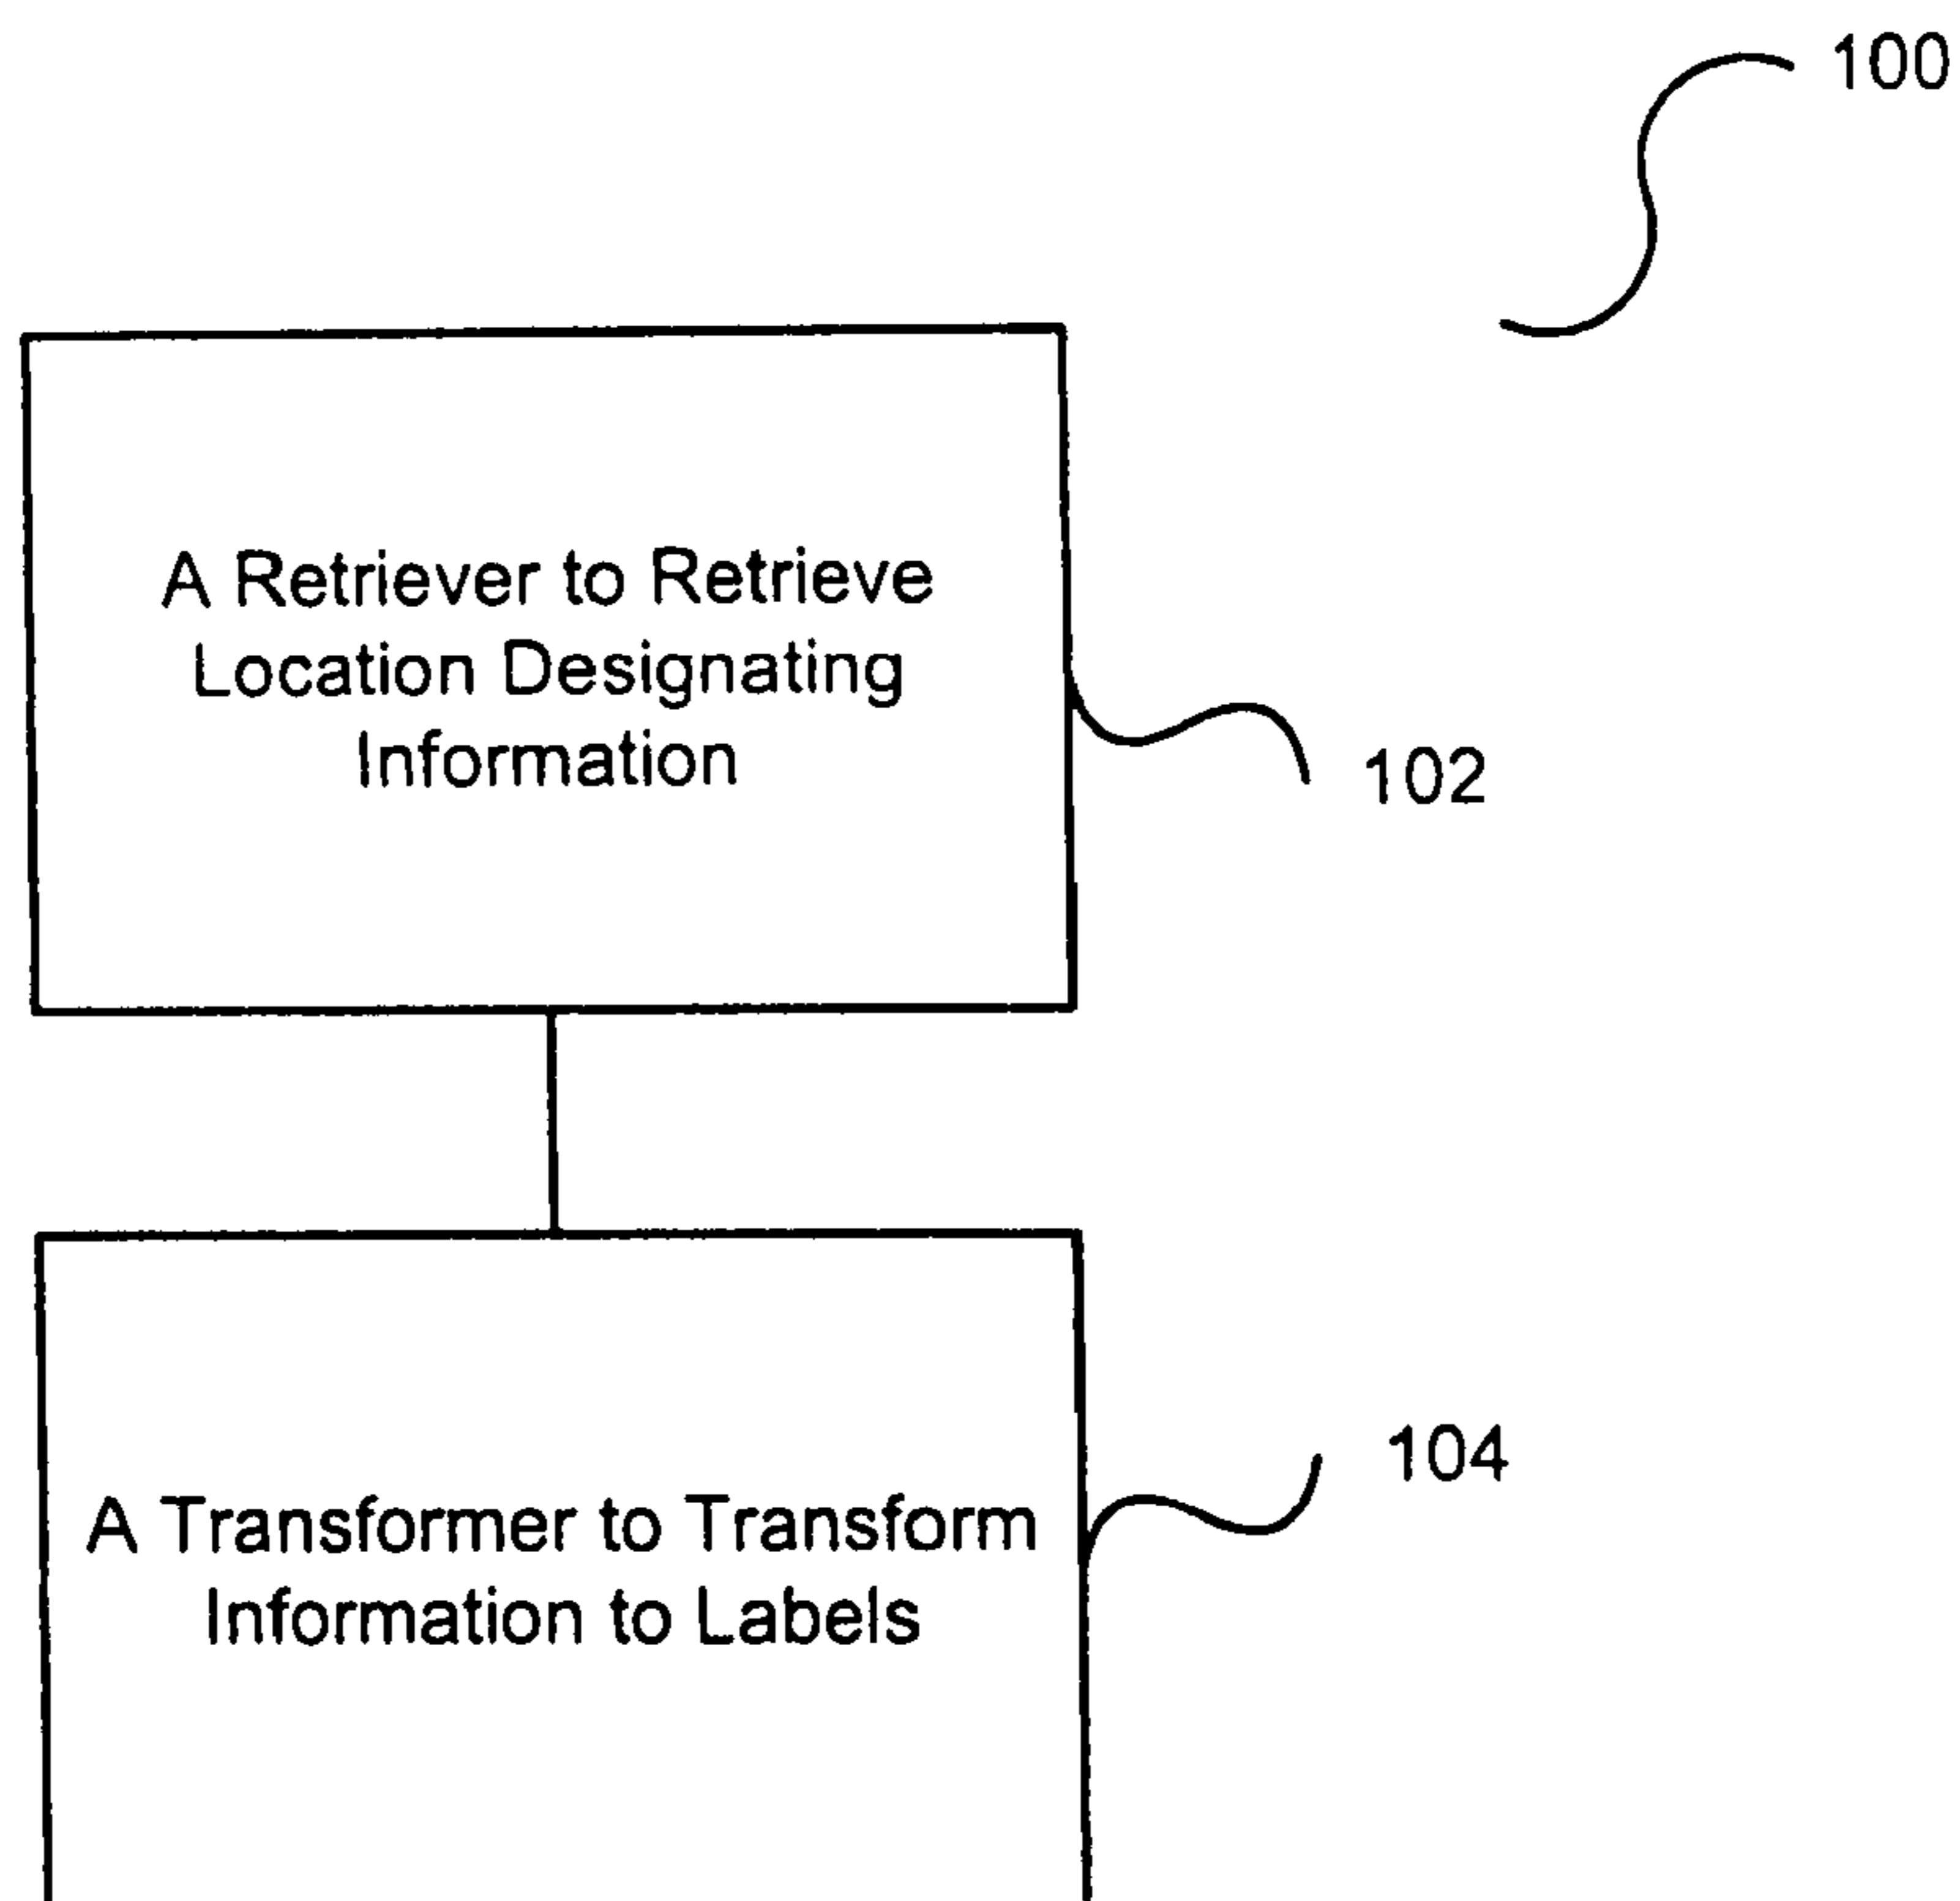 100
A Retriever to Retrieve
Location Designating
Information
102
104
A Transformer to Transform
Information to Labels